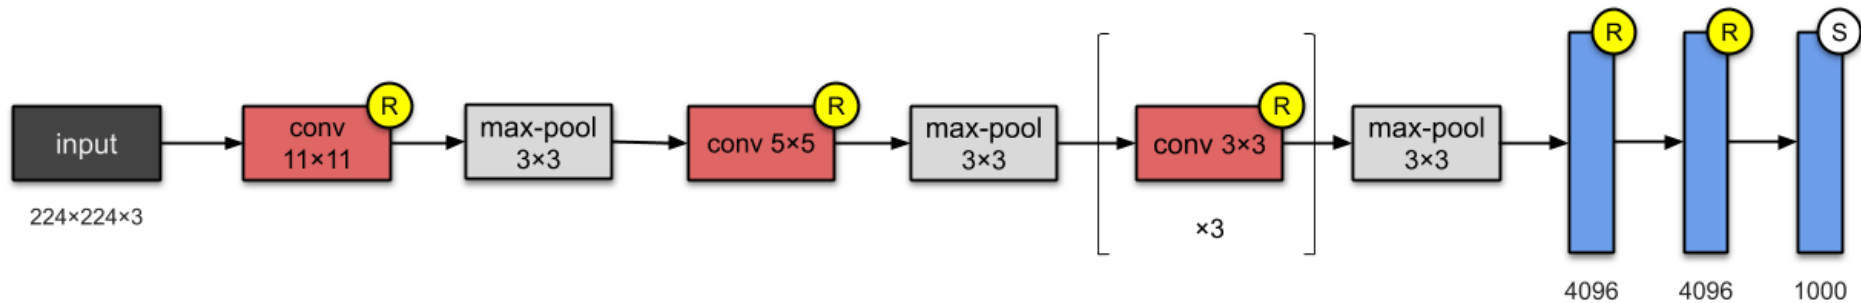 input
224×224×3
conv
11×11
R
max-pool
3×3
conv 5×5
R
max-pool
3×3
conv 3×3
R
×3
max-pool
3×3
R
4096
R
4096
S
1000